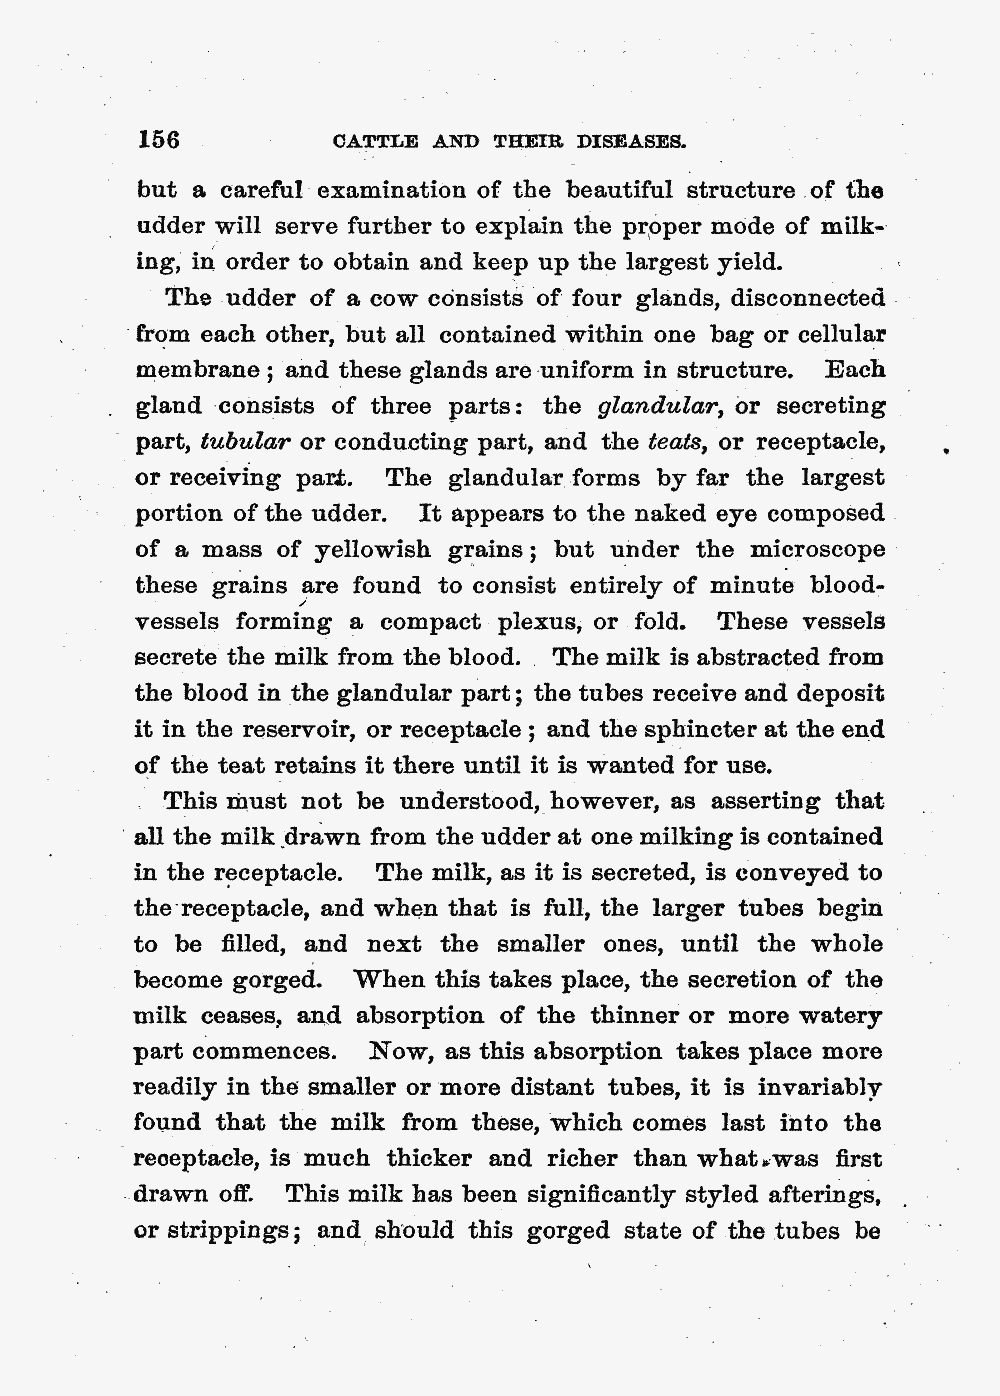 156 CATTLE AND THEIR DISEASES.
but a careful examination of the beautiful structure of the
udder will serve further to explain the proper mode of milk-
ing, in order to obtain and keep up the largest yield.
The udder of a cow consists of four glands, disconnected
from each other, but all contained within one bag or cellular
membrane; and these glands are uniform in structure. Each
gland consists of three parts: the glandular, or secreting
part, tubular or conducting part, and the teats, or receptacle,
or receiving part. The glandular forms by far the largest
portion of the udder. It appears to the naked eye composed
of a mass of yellowish grains; but under the microscope
these grains are found to consist entirely of minute blood-
vessels forming a compact plexus, or fold. These vessels
secrete the milk from the blood. The milk is abstracted from
the blood in the glandular part; the tubes receive and deposit
it in the reservoir, or receptacle; and the sphincter at the end
of the teat retains it there until it is wanted for use.
This must not be understood, however, as asserting that
all the milk drawn from the udder at one milking is contained
in the receptacle. The milk, as it is secreted, is conveyed to
the receptacle, and when that is full, the larger tubes begin
to be filled, and next the smaller ones, until the whole
become gorged. When this takes place, the secretion of the
milk ceases, and absorption of the thinner or more watery
part commences. Now, as this absorption takes place more
readily in the smaller or more distant tubes, it is invariably
found that the milk from these, which comes last into the
receptacle, is much thicker and richer than what was first
drawn off. This milk has been significantly styled afterings,
or strippings; and should this gorged state of the tubes be